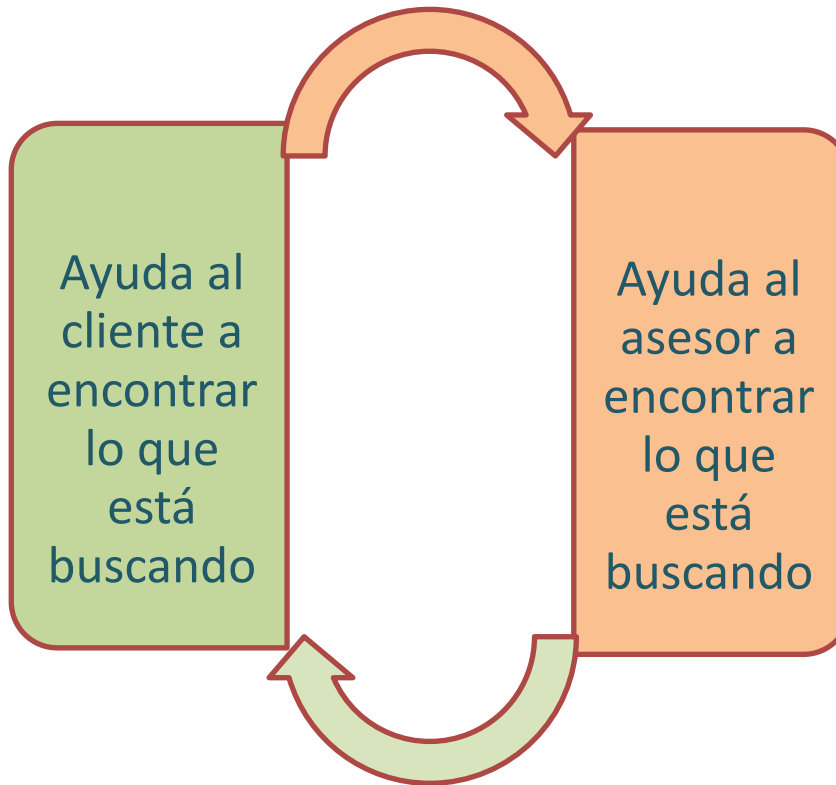 Ayuda al
cliente a
encontrar
lo que
está
buscando
Ayuda al
asesor a
encontrar
lo que
está
buscando